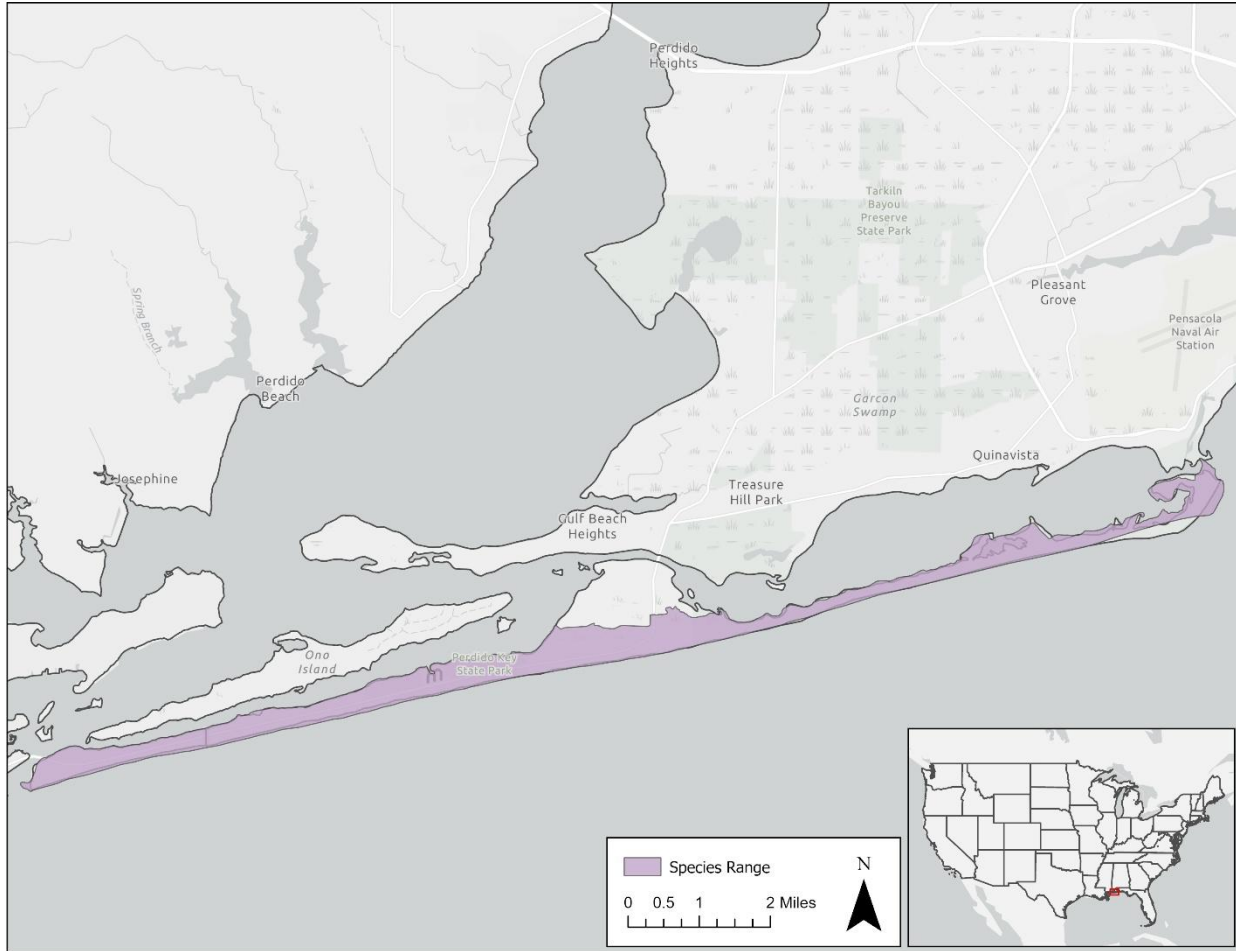 Perdido
Heights
Tarkiln
Bayou
Preserve
State Park
Pleasant
Grove
Pensacola
Naval Air
Station
Spring Branch
Perdido
Beach
Garcon
Swamp
Josephine
Quinavista
Treasure
Hill Park
Gulf Beach
Heights
Ono
Island
Perdido Key
State Park
Species Range
N
0 0.5 1 2 Miles